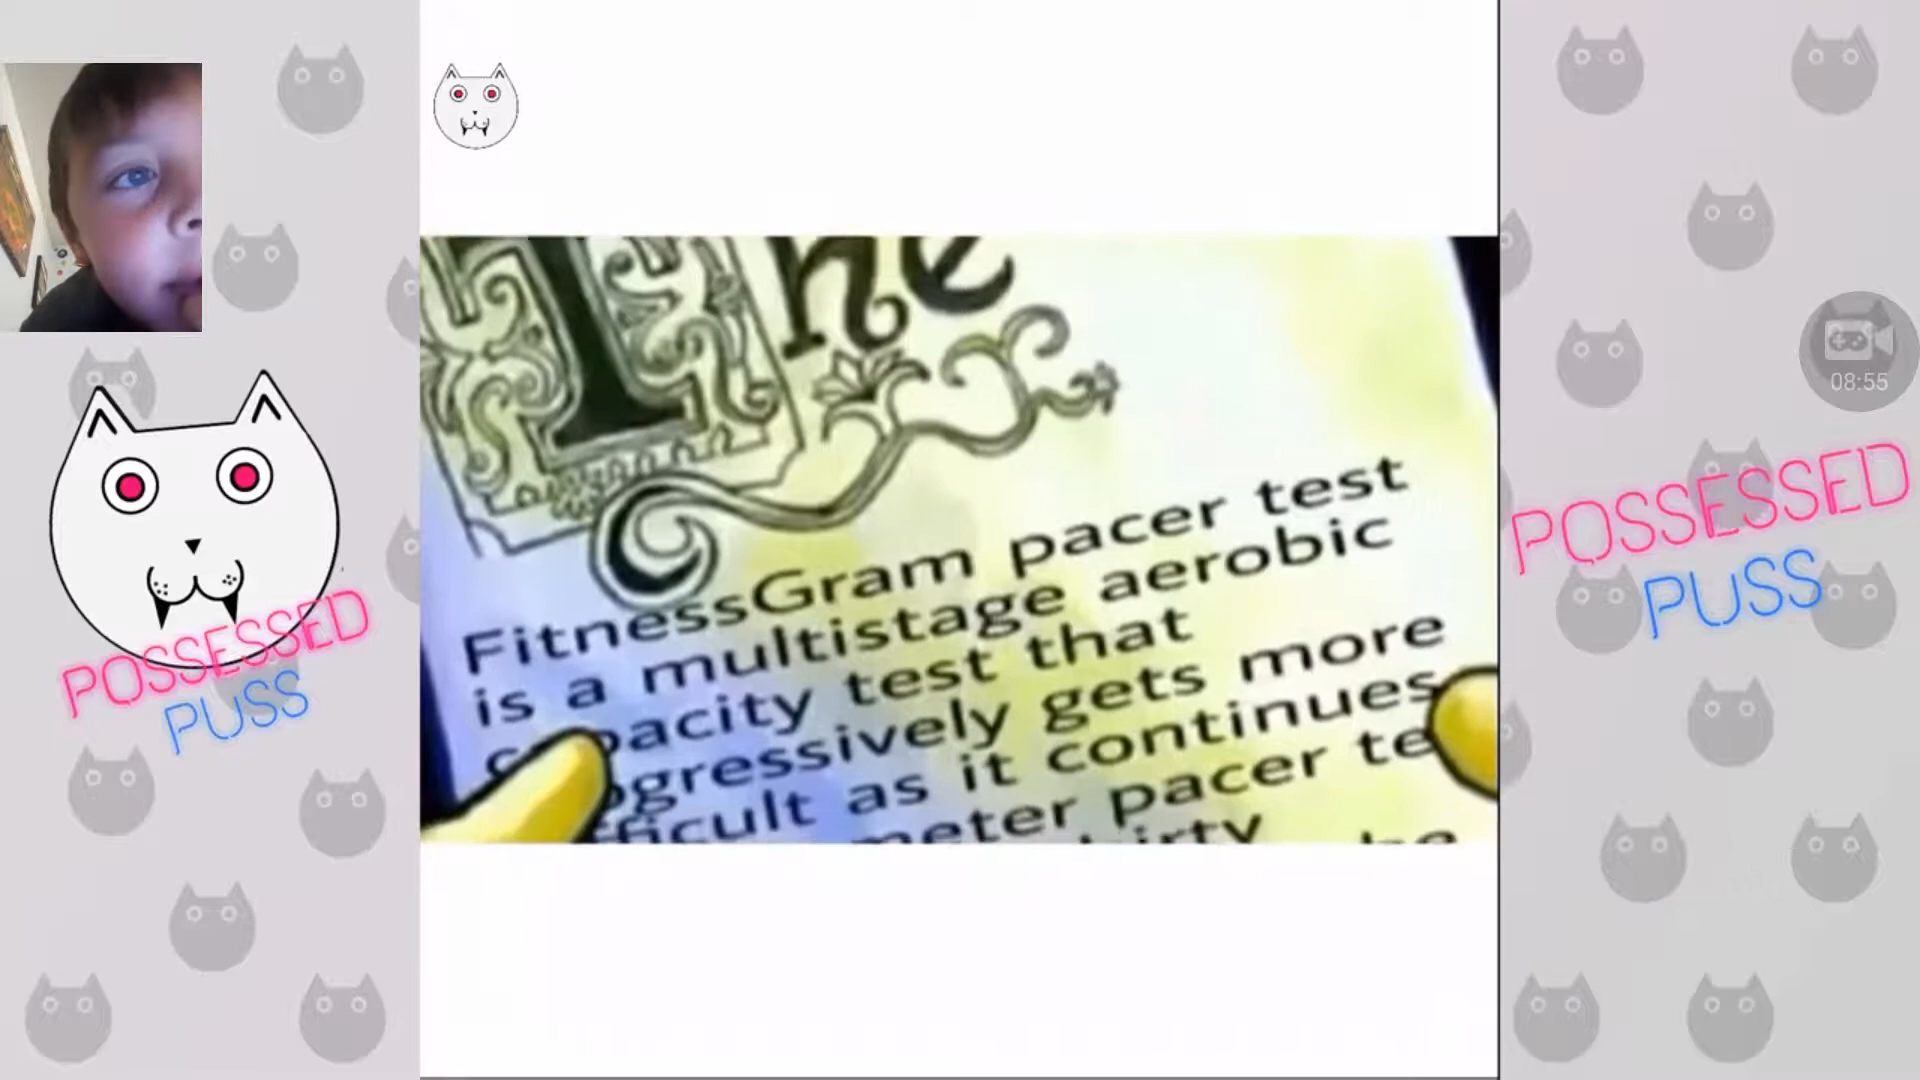 The
FitnessGram pacer test
is a multistage aerobic
capacity test that
progressively gets more
difficult as it continues
meter pacer te
08:55
POSSESSED
PUSS
POSSESSED
PUSS